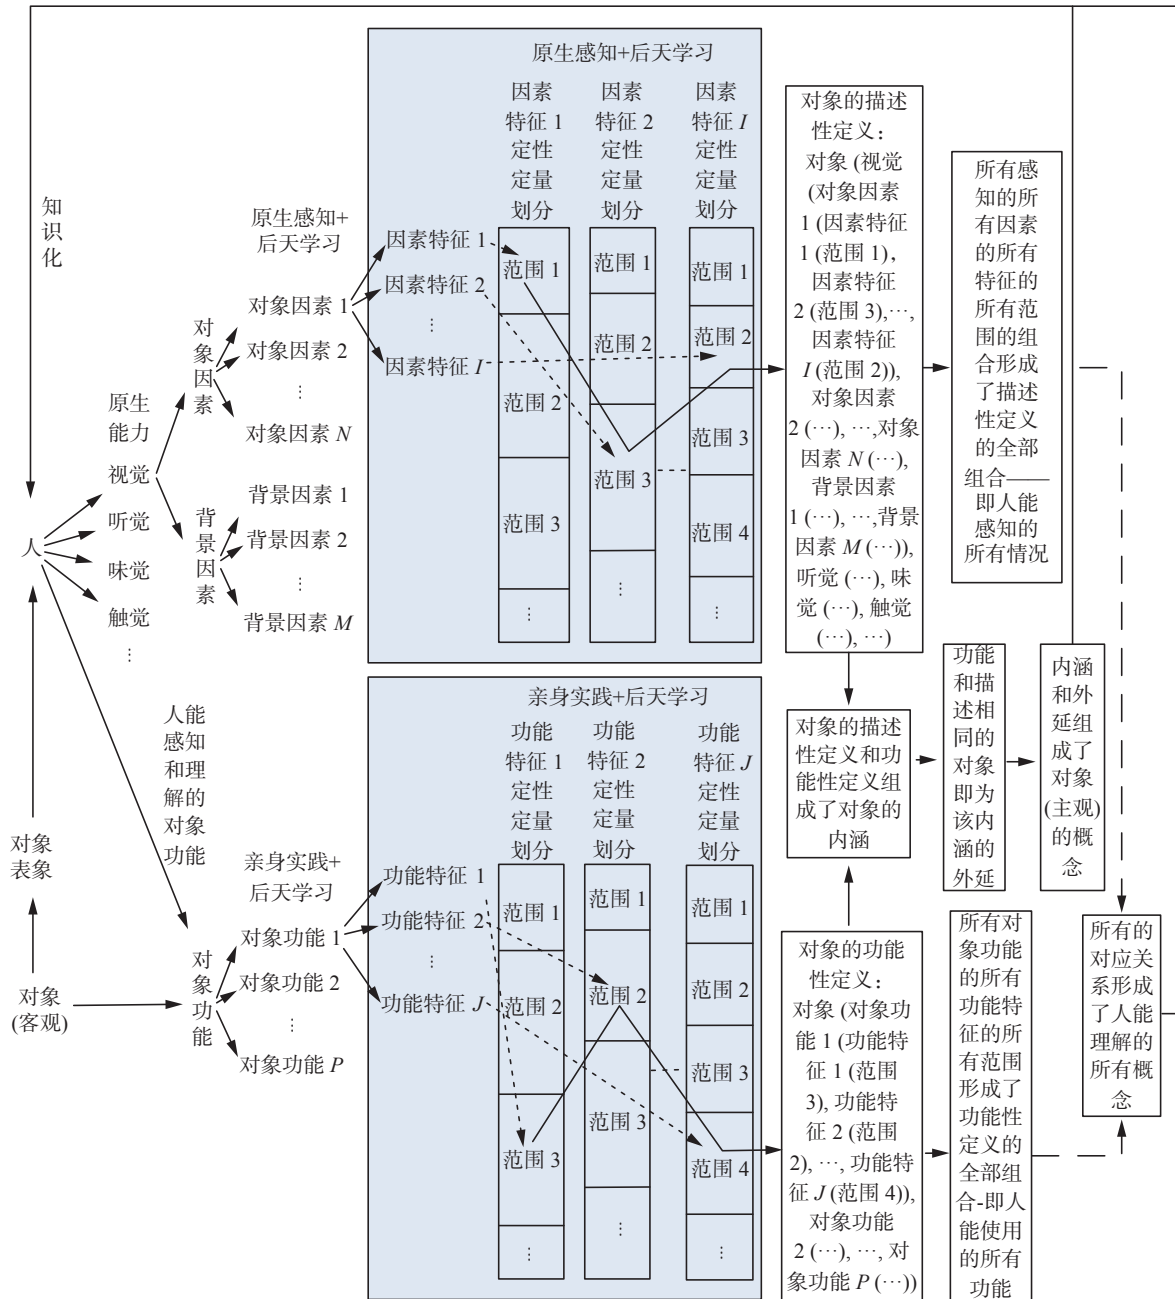 知
识
化
人
对象
表象
对象
(客观)
原生
能力
视觉
听觉
味觉
触觉
⋮
对
象
因
素
背
景
因
素
原生感知+
后天学习
对象因素 1
对象因素 2
⋮
对象因素 N
背景因素 1
背景因素 2
⋮
背景因素 M
因素特征 1
因素特征 2
⋮
因素特征 I
原生感知+后天学习
因素
特征 1
定性
定量
划分
范围 1
范围 2
范围 3
⋮
因素
特征 2
定性
定量
划分
范围 1
范围 2
范围 3
⋮
因素
特征 I
定性
定量
划分
范围 1
范围 2
范围 3
范围 4
⋮
对象的描述
性定义：
对象 (视觉
(对象因素
1 (因素特征
1 (范围 1),
因素特征
2 (范围 3),⋯,
因素特征
I (范围 2)),
对象因素
2 (⋯), ⋯,对象
因素 N (⋯),
背景因素
1 (⋯), ⋯,背景
因素 M (⋯)),
听觉 (⋯), 味
觉 (⋯), 触觉
(⋯), ⋯)
所有感
知的所
有因素
的所有
特征的
所有范
围的组
合形成
了描述
性定义
的全部
组合——
即人能
感知的
所有情况
人能
感知
和理
解的
对象
功能
对
象
功
能
亲身实践+
后天学习
对象功能 1
对象功能 2
⋮
对象功能 P
功能特征 1
功能特征 2
⋮
功能特征 J
亲身实践+后天学习
功能
特征 1
定性
定量
划分
范围 1
范围 2
范围 3
⋮
功能
特征 2
定性
定量
划分
范围 1
范围 2
范围 3
⋮
功能
特征 J
定性
定量
划分
范围 1
范围 2
范围 3
范围 4
⋮
对象的描述
性定义和功
能性定义组
成了对象的
内涵
功能
和描
述相
同的
对象
即为
该内
涵的
外延
内涵
和外
延组
成了
对象
(主观)
的概
念
对象的功能
性定义：
对象 (对象功
能 1 (功能特
征 1 (范围
3), 功能特
征 2 (范围
2), ⋯, 功能特
征 J (范围 4)),
对象功能
2 (⋯), ⋯, 对
象功能 P (⋯))
所有对
象功能
的所有
功能特
征的所
有范围
形成了
功能性
定义的
全部组
合-即人
能使用
的所有
功能
所有的
对应关
系形成
了人能
理解的
所有概
念